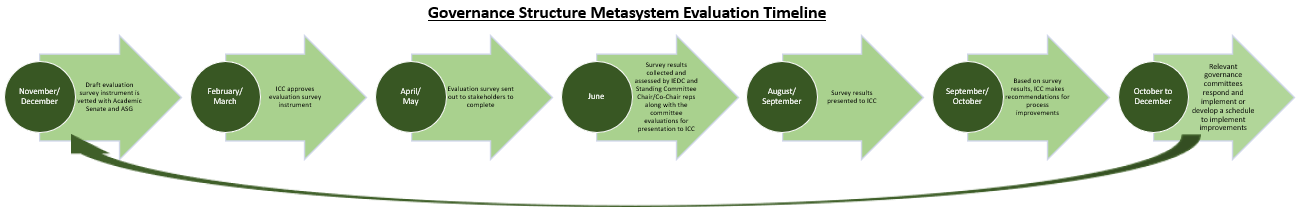 Governance Structure Metasystem Evaluation Timeline
November/
December
Draft evaluation
survey instrument is
vetted with Academic
Senate and ASG
February/
March
ICC approves
evaluation survey
instrument
April/
May
Evaluation survey sent
out to stakeholders to
complete
June
Survey results
collected and
assessed by IEDC and
Standing Committee
Chair/Co-Chair reps
along with the
committee
evaluations for
presentation to ICC
August/
September
Survey results
presented to ICC
September/
October
Based on survey
results, ICC makes
recommendations for
process
improvements
October to
December
Relevant
governance
committees
respond and
implement or
develop a schedule
to implement
improvements